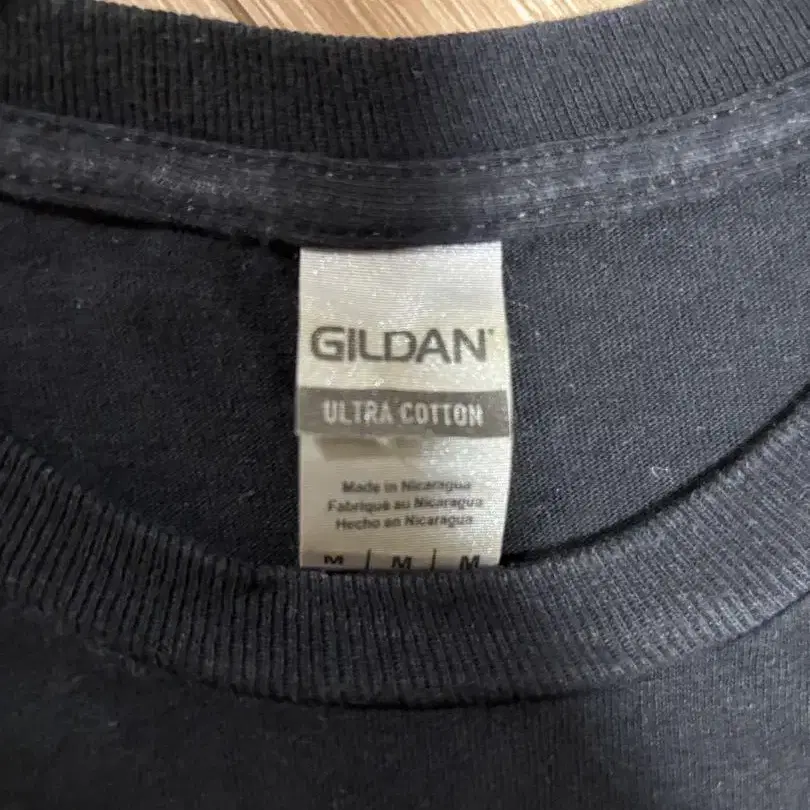 GILDAN
ULTRA COTTON
Made in Nicaragua
Fabriqué au Nicaragua
Hecho en Nicaragua
M | M | M